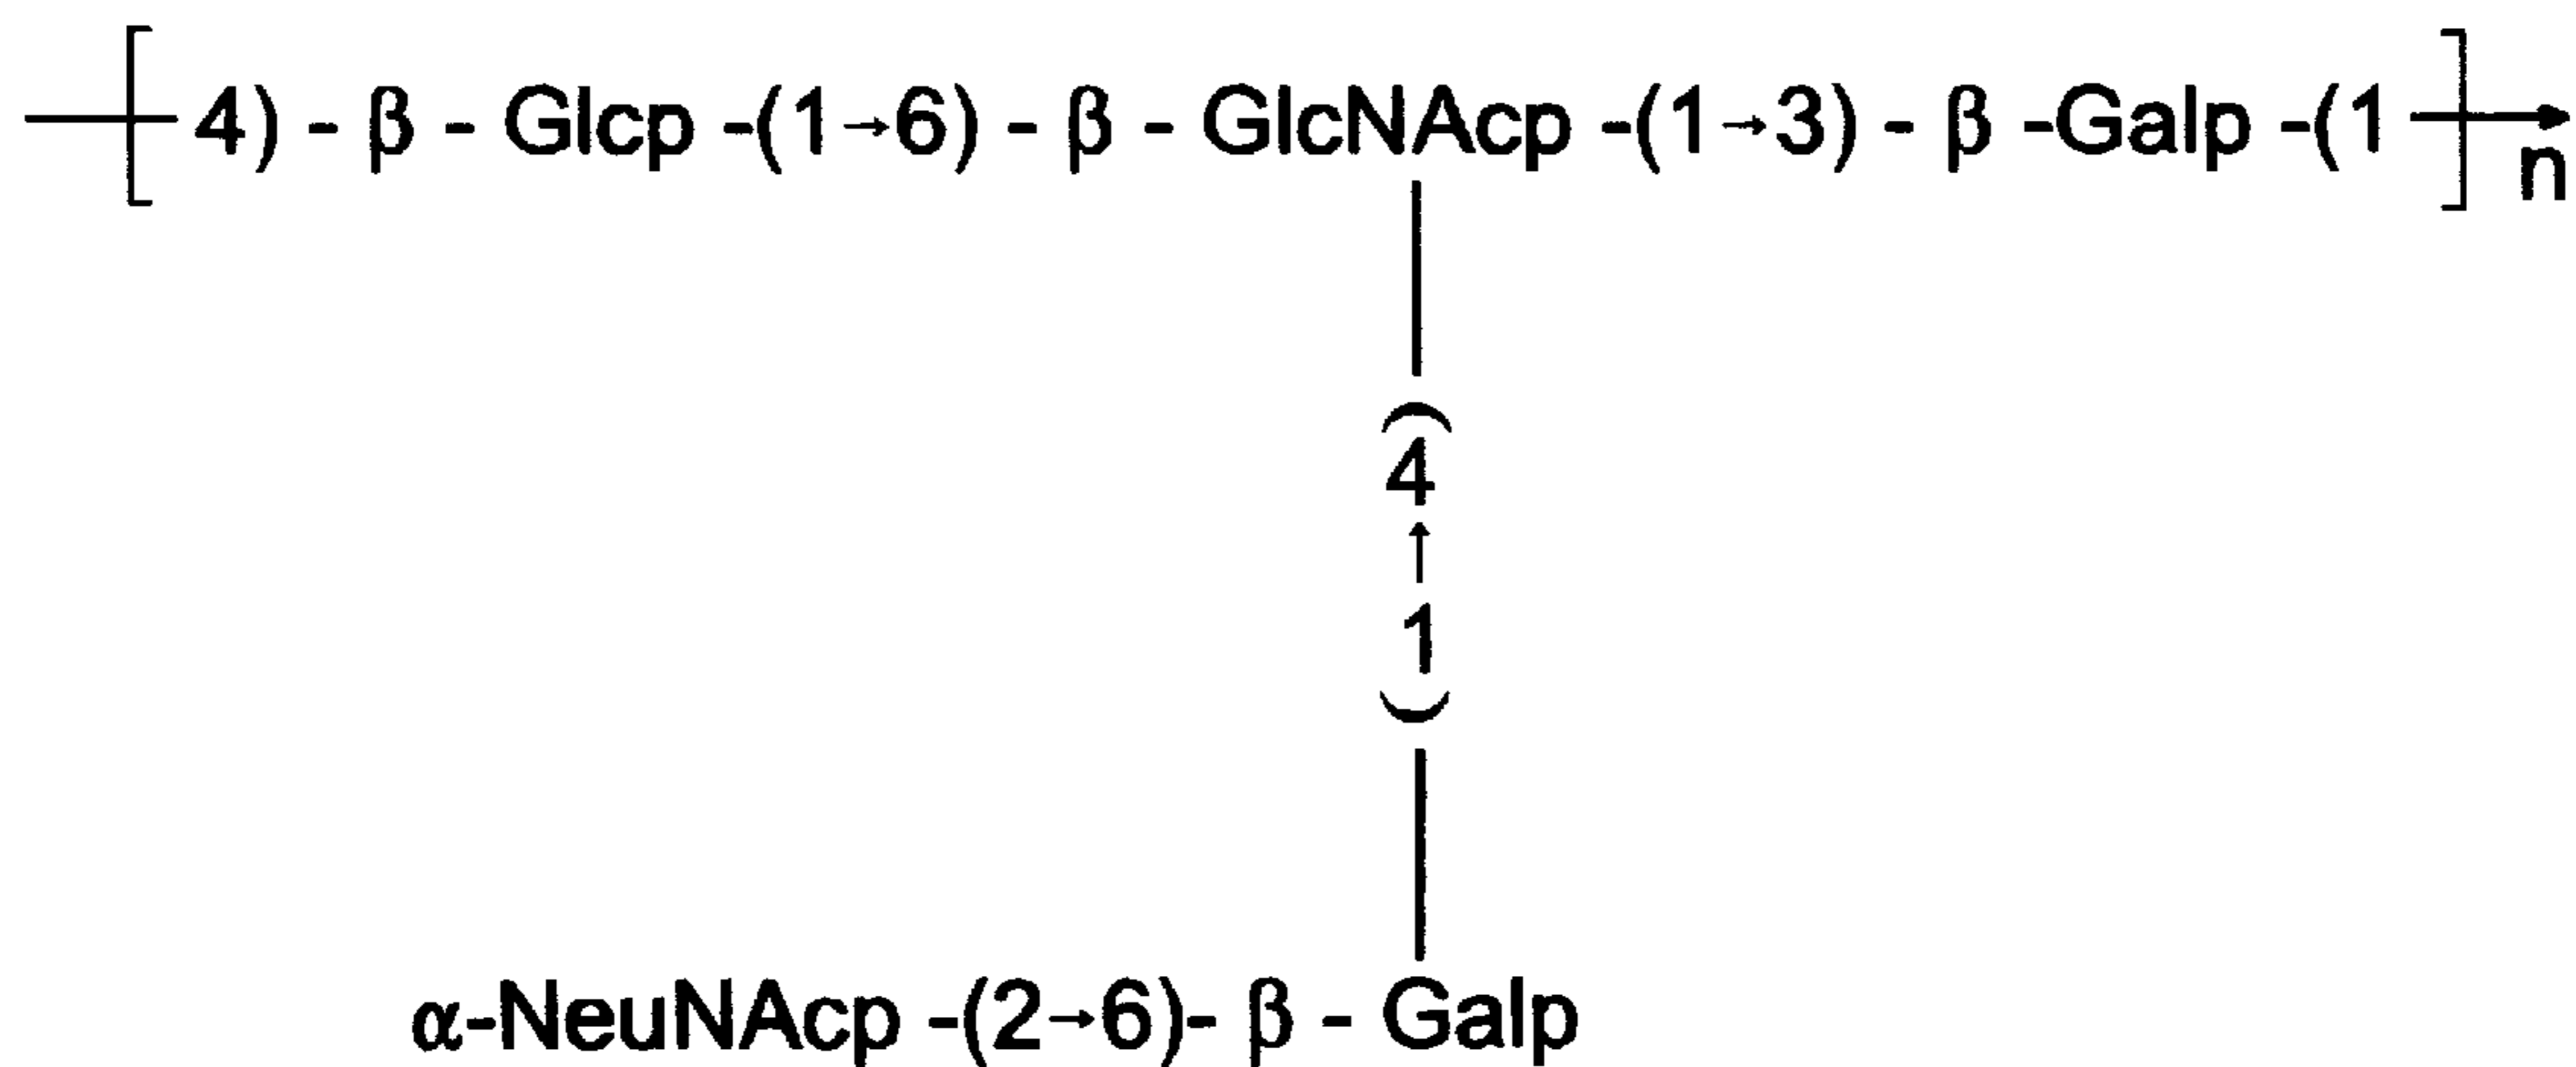 [ 4) - β - Glcp -(1→6) - β - GlcNAcp -(1→3) - β -Galp -(1 ]n
(4←1)
α-NeuNAcp -(2→6)- β - Galp